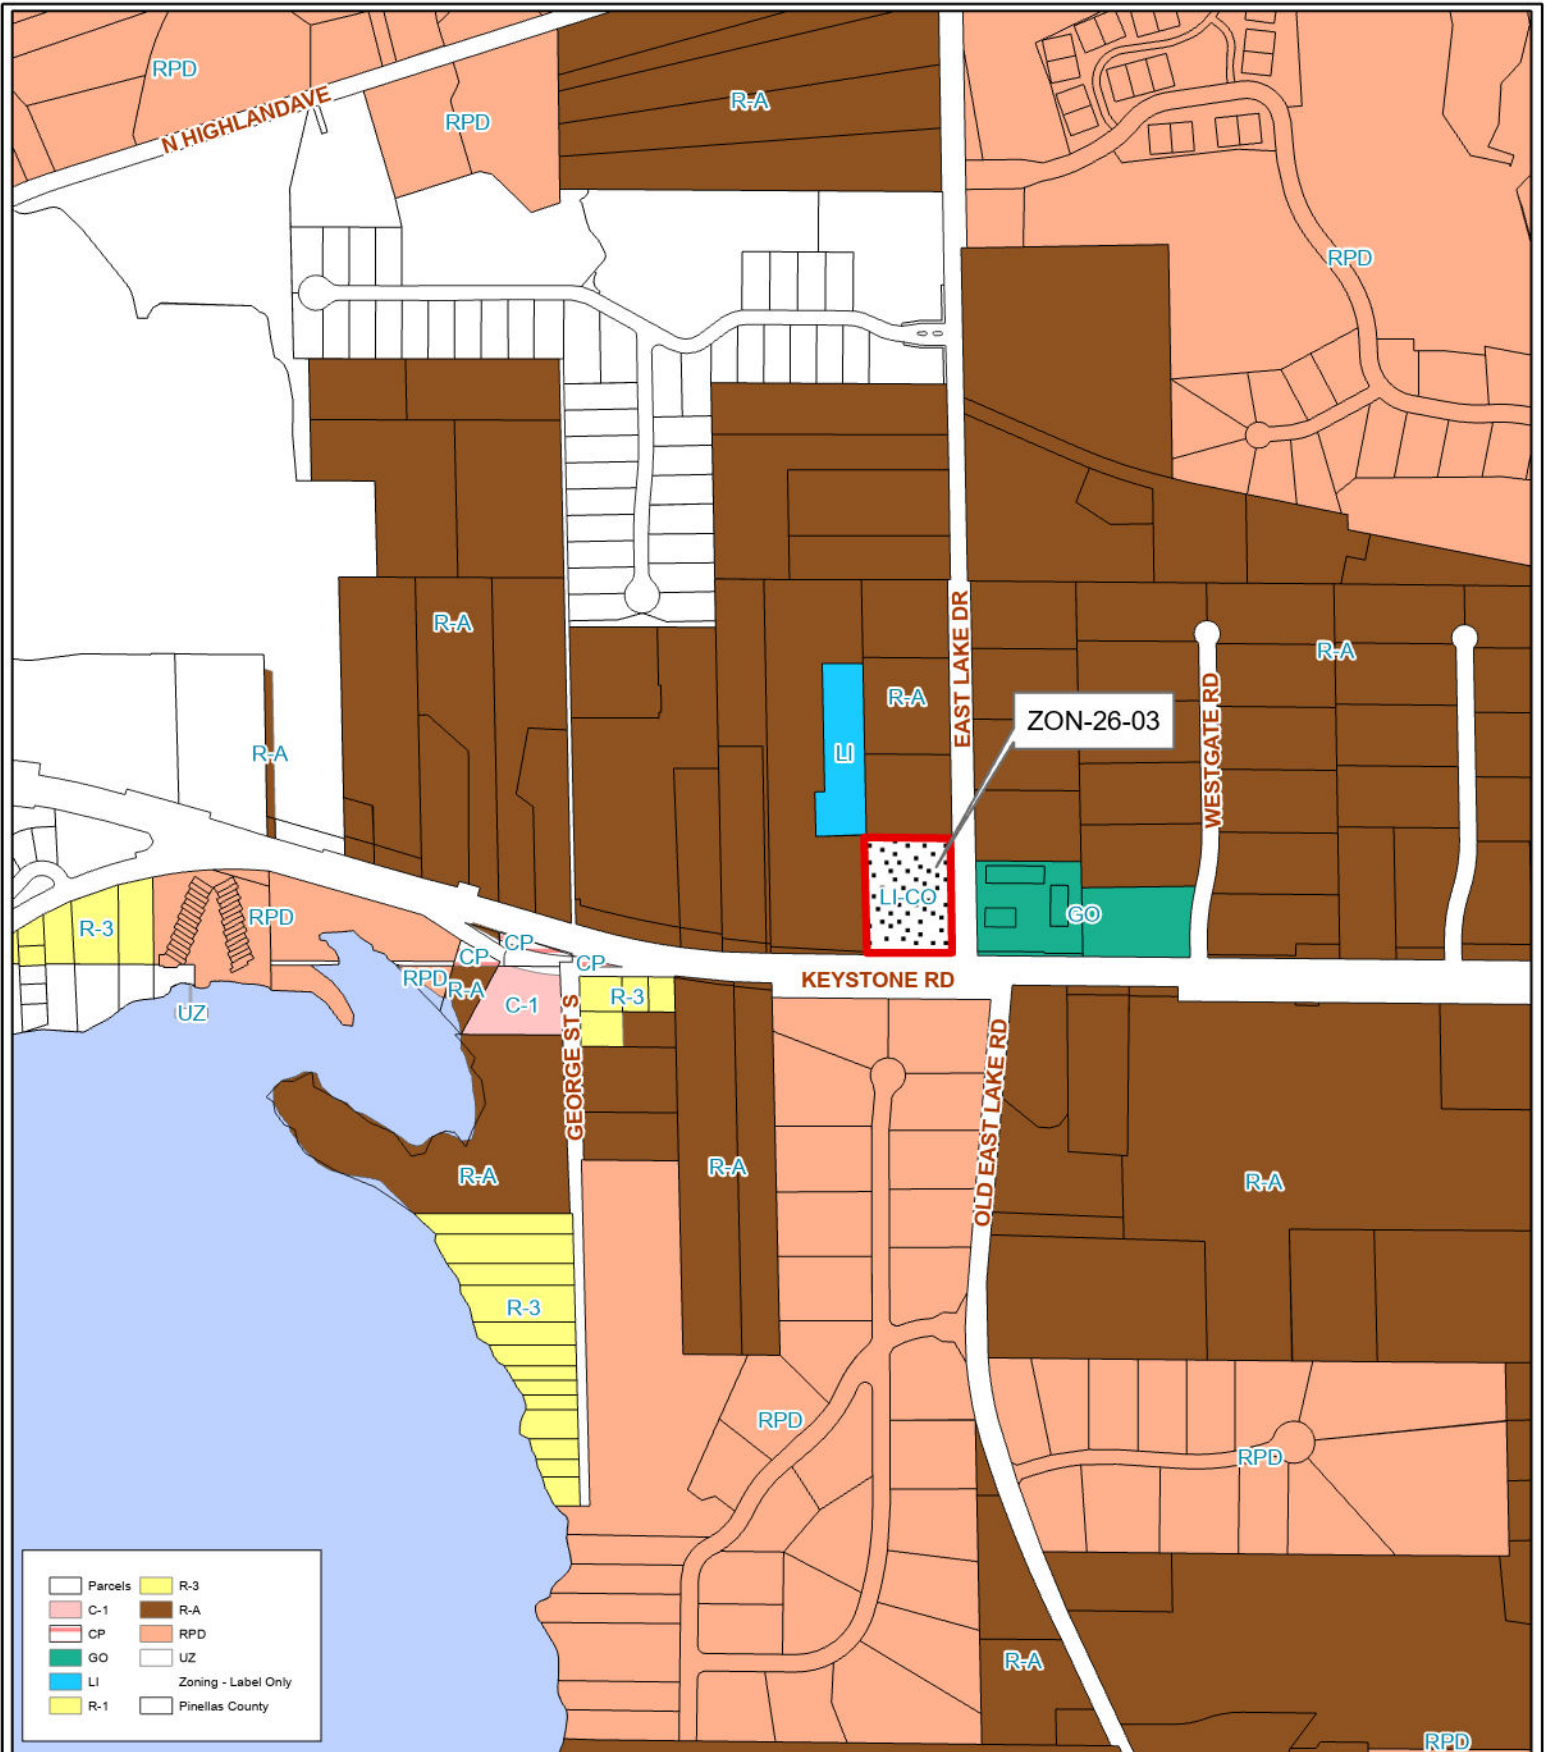 RPD
N HIGHLANDAVE
RPD
R-A
RPD
R-A
EAST LAKE DR
R-A
R-A
WESTGATE RD
ZON-26-03
R-A
LI
LI-CO
GO
R-3
RPD
CP
CP
CP
RPD
R-A
C-1
R-3
KEYSTONE RD
UZ
GEORGE ST S
OLD EAST LAKE RD
R-A
R-A
R-A
R-3
RPD
RPD
R-A
RPD
Parcels
C-1
CP
GO
LI
R-1
R-3
R-A
RPD
UZ
Zoning - Label Only
Pinellas County